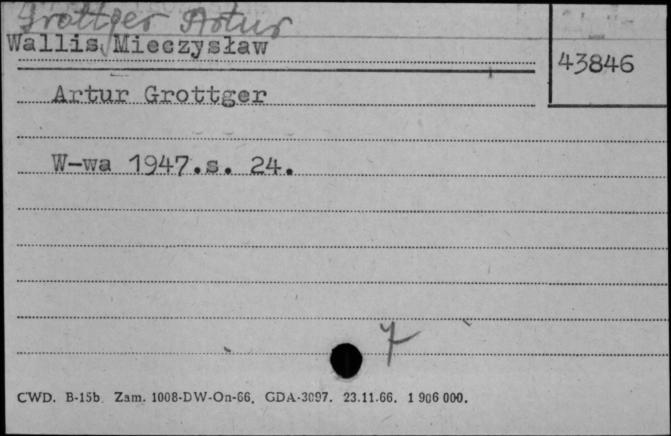 Grottger Artur
Wallis, Mieczysław
43846
Artur Grottger
W-wa 1947.s. 24.
7
CWD. B-15b. Zam. 1008-DW-On-66. GDA-3097. 23.11.66. 1 906 000.